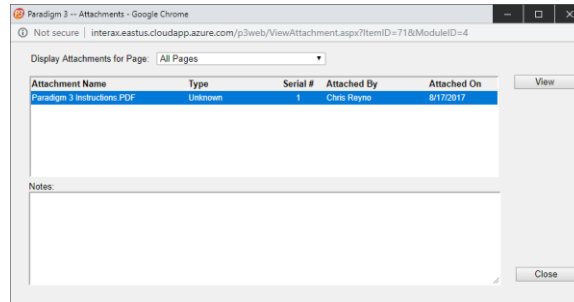 Paradigm 3 -- Attachments - Google Chrome
Not secure | interax.eastus.cloudapp.azure.com/p3web/ViewAttachment.aspx?ItemID=71&ModuleID=4
Display Attachments for Page: All Pages
Attachment Name Type Serial # Attached By Attached On View
Paradigm 3 Instructions.PDF Unknown 1 Chris Reyno 8/17/2017
Notes:
Close